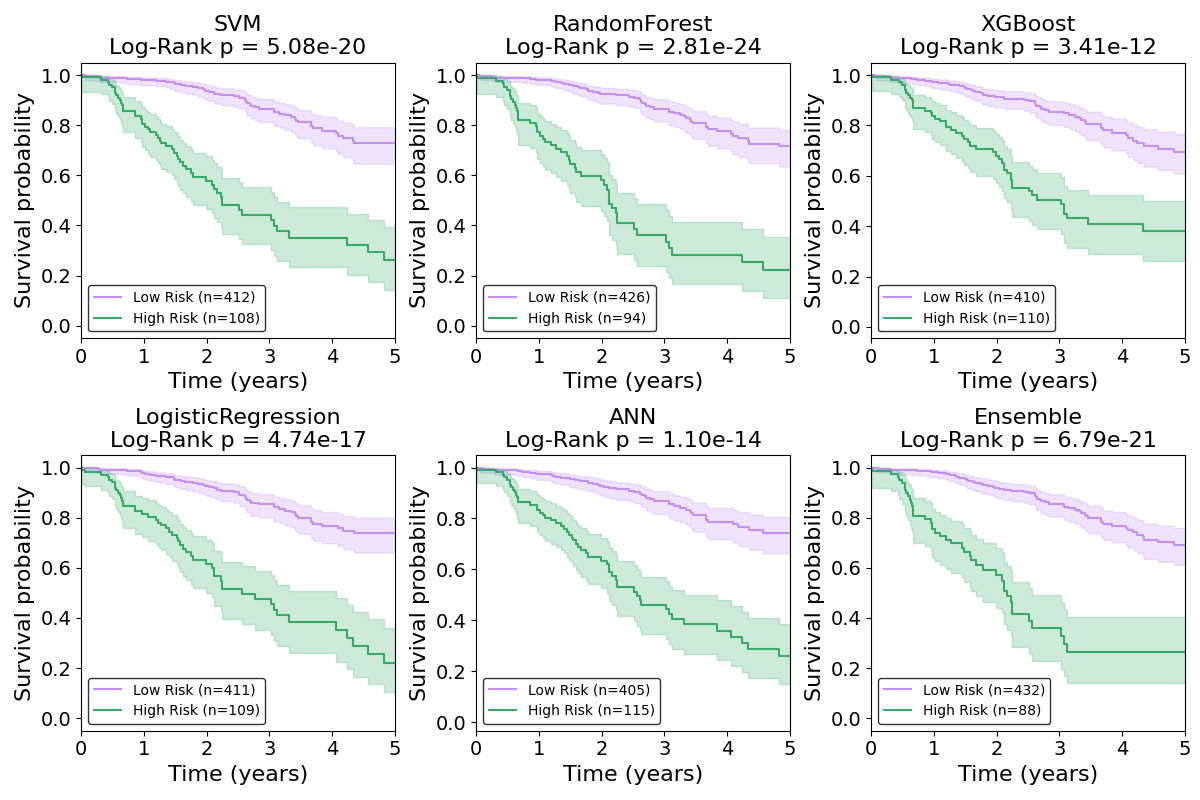 SVM
Log-Rank p = 5.08e-20
Survival probability
1.0
0.8
0.6
0.4
0.2
0.0
Low Risk (n=412)
High Risk (n=108)
0 1 2 3 4 5
Time (years)
RandomForest
Log-Rank p = 2.81e-24
Survival probability
1.0
0.8
0.6
0.4
0.2
0.0
Low Risk (n=426)
High Risk (n=94)
0 1 2 3 4 5
Time (years)
XGBoost
Log-Rank p = 3.41e-12
Survival probability
1.0
0.8
0.6
0.4
0.2
0.0
Low Risk (n=410)
High Risk (n=110)
0 1 2 3 4 5
Time (years)
LogisticRegression
Log-Rank p = 4.74e-17
Survival probability
1.0
0.8
0.6
0.4
0.2
0.0
Low Risk (n=411)
High Risk (n=109)
0 1 2 3 4 5
Time (years)
ANN
Log-Rank p = 1.10e-14
Survival probability
1.0
0.8
0.6
0.4
0.2
0.0
Low Risk (n=405)
High Risk (n=115)
0 1 2 3 4 5
Time (years)
Ensemble
Log-Rank p = 6.79e-21
Survival probability
1.0
0.8
0.6
0.4
0.2
0.0
Low Risk (n=432)
High Risk (n=88)
0 1 2 3 4 5
Time (years)